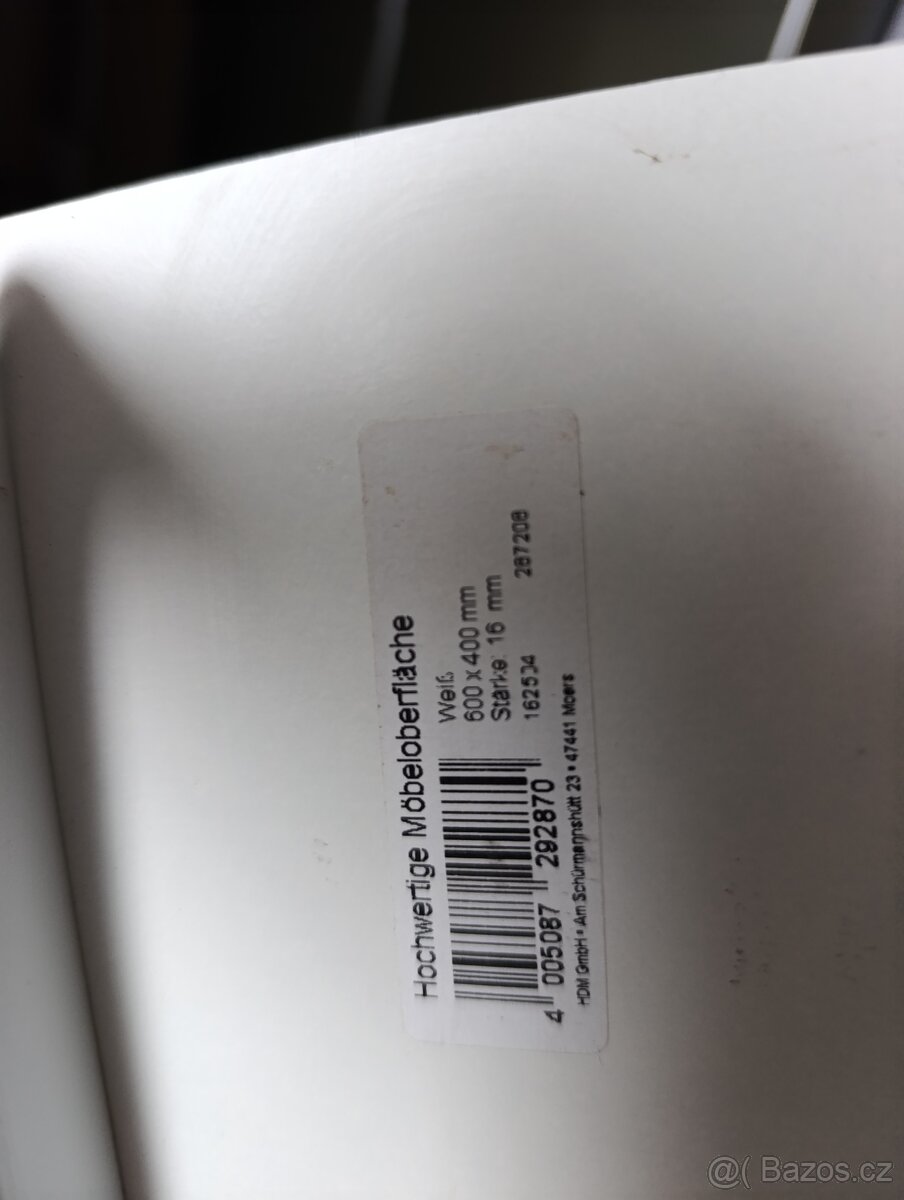 Hochwertige Möbeloberfläche
Weiß
600 x 400 mm
Stärke: 16 mm
162504 287208
4 005087 292870
HDM GmbH • Am Schürmannshütt 23 • 47441 Moers
@( Bazos.cz